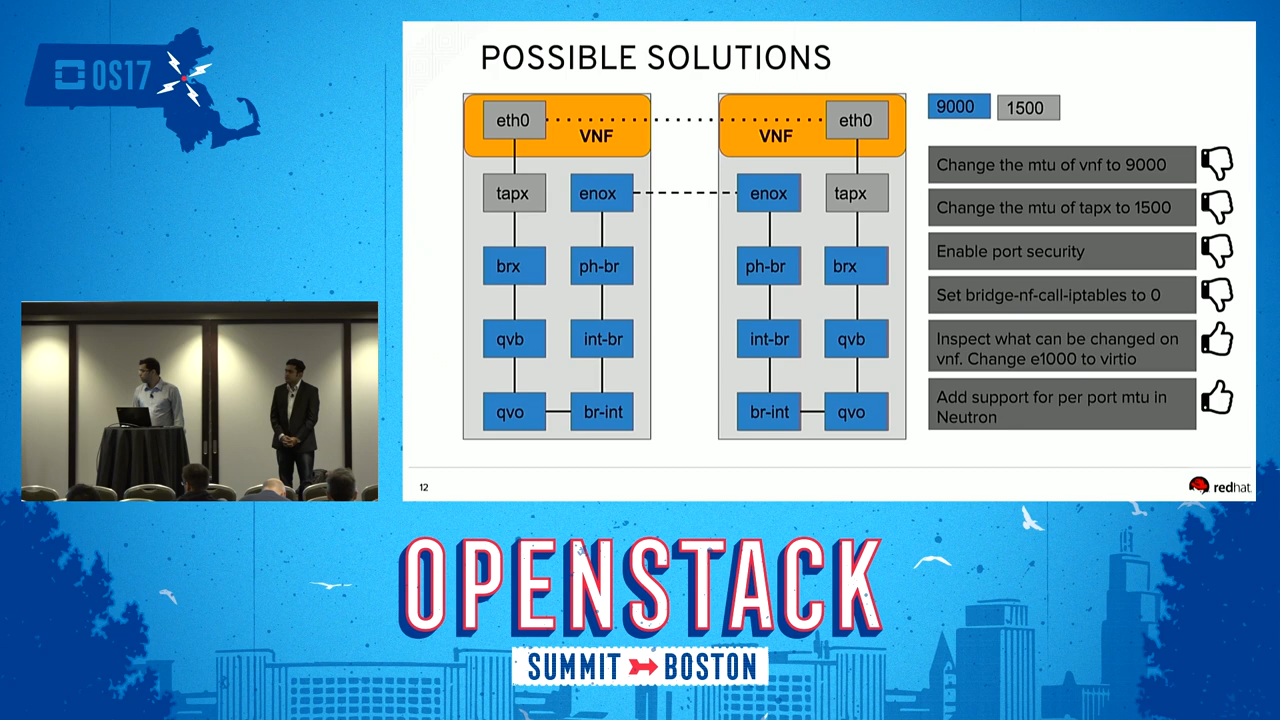 OS17
POSSIBLE SOLUTIONS
eth0
VNF
tapx
enox
brx
ph-br
qvb
int-br
qvo
br-int
VNF
eth0
enox
tapx
ph-br
brx
int-br
qvb
br-int
qvo
9000
1500
Change the mtu of vnf to 9000
Change the mtu of tapx to 1500
Enable port security
Set bridge-nf-call-iptables to 0
Inspect what can be changed on
vnf. Change e1000 to virtio
Add support for per port mtu in
Neutron
12
redhat.
OPENSTACK
SUMMIT BOSTON